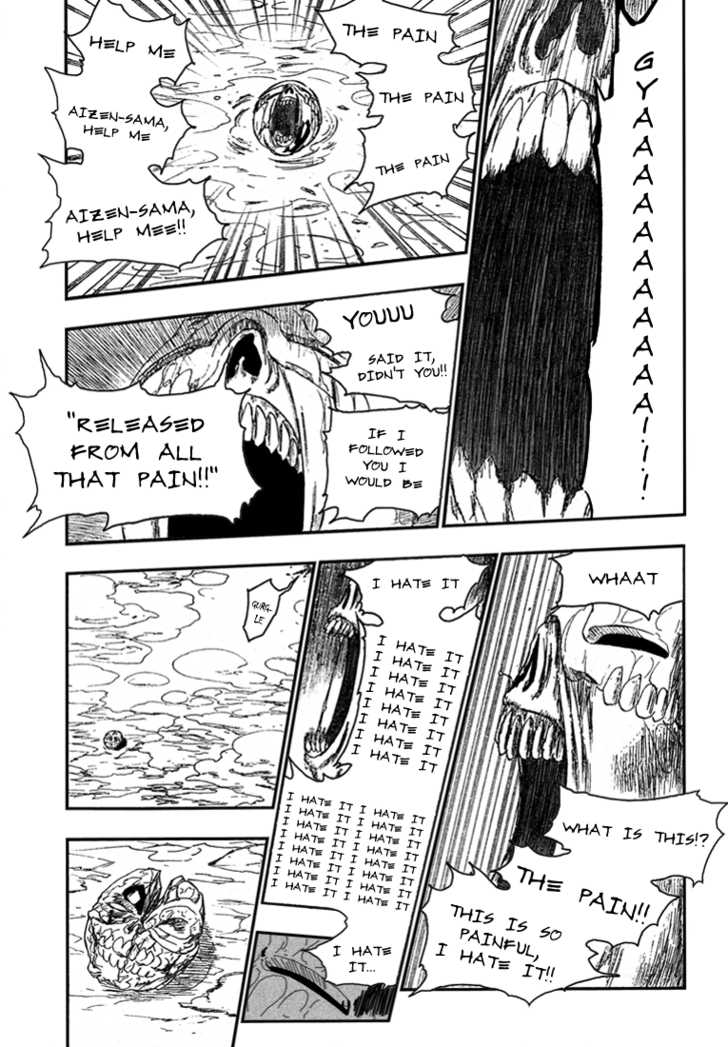 GYAAAAAAAAAAA!!!
THE PAIN
THE PAIN
THE PAIN
HELP ME
AIZEN-SAMA,
HELP ME
AIZEN-SAMA,
HELP MEE!!
YOUUU
SAID IT,
DIDN'T YOU!!
IF I
FOLLOWED
YOU I
WOULD BE
"RELEASED
FROM ALL
THAT PAIN!!"
WHAAT
WHAT IS THIS!?
THE PAIN!!
THIS IS SO
PAINFUL,
I HATE IT!!
I HATE IT
I HATE IT
I HATE IT
I HATE IT
I HATE IT
I HATE IT
I HATE IT
I HATE IT
I HATE IT I HATE IT
I HATE IT I HATE IT
I HATE IT I HATE IT
I HATE IT I HATE IT
I HATE IT I HATE IT
I HATE IT I HATE IT
I HATE IT I HATE IT
I HATE IT I HATE IT
I HATE
IT...
GURG-
LE